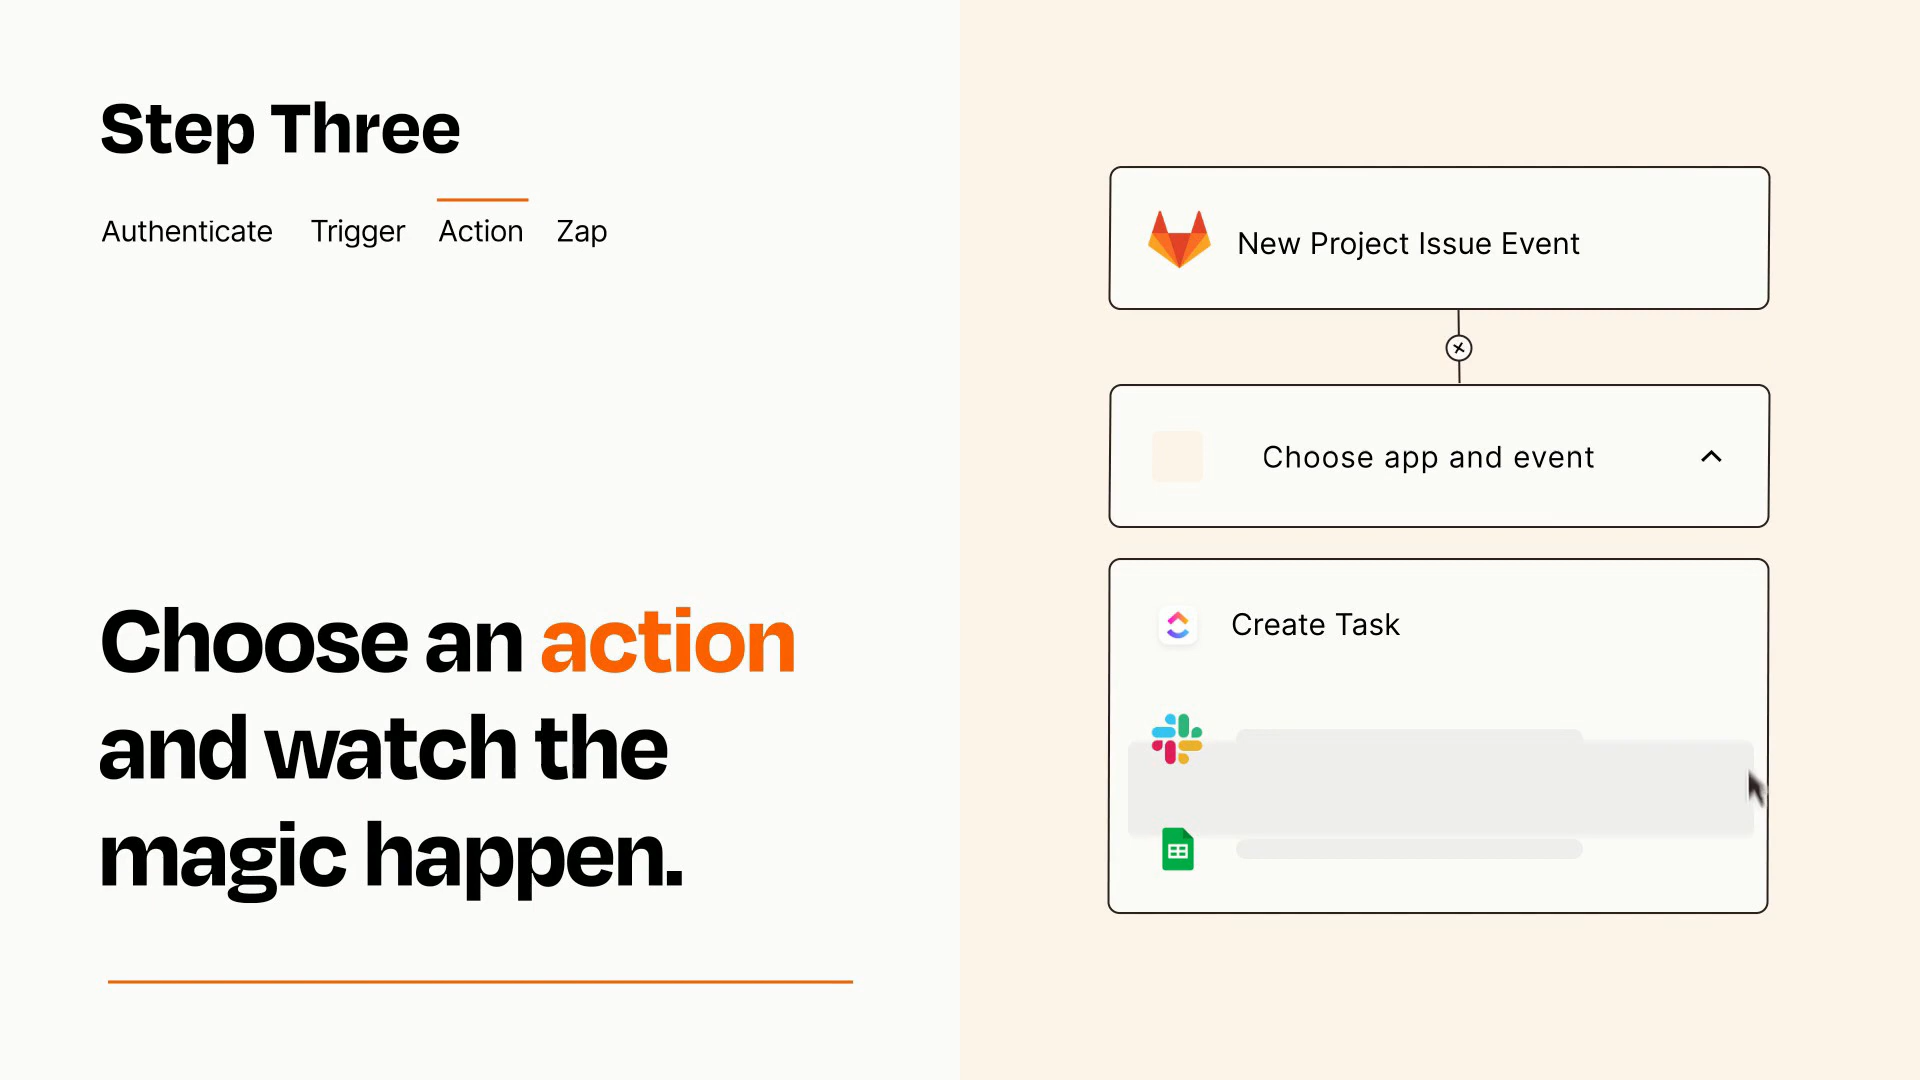 Step Three
Authenticate Trigger Action Zap
Choose an action
and watch the
magic happen.
New Project Issue Event
Choose app and event
Create Task